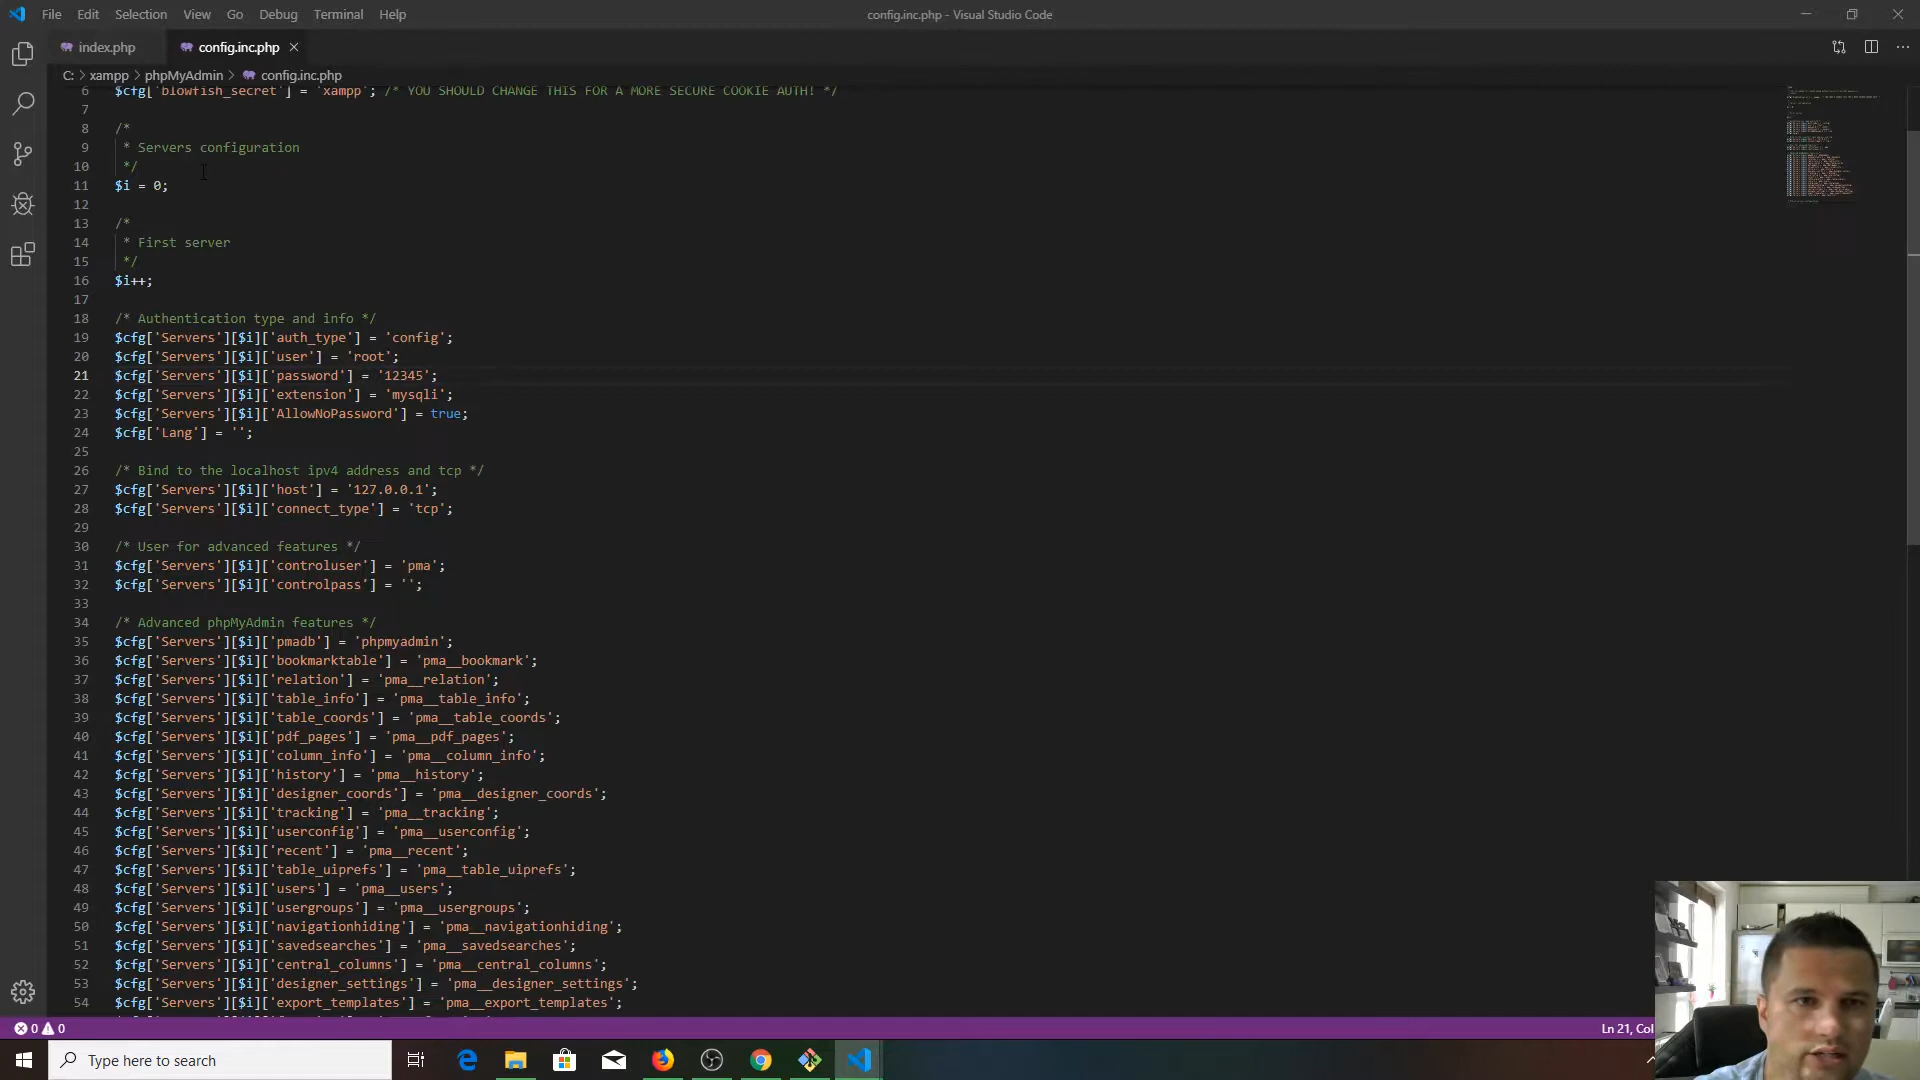 File Edit Selection View Go Debug Terminal Help
config.inc.php - Visual Studio Code
index.php
config.inc.php
C: > xampp > phpMyAdmin > config.inc.php
6 $cfg['blowfish_secret'] = 'xampp'; /* YOU SHOULD CHANGE THIS FOR A MORE SECURE COOKIE AUTH! */
7
8 /*
9 * Servers configuration
10 */
11 $i = 0;
12
13 /*
14 * First server
15 */
16 $i++;
17
18 /* Authentication type and info */
19 $cfg['Servers'][$i]['auth_type'] = 'config';
20 $cfg['Servers'][$i]['user'] = 'root';
21 $cfg['Servers'][$i]['password'] = '12345';
22 $cfg['Servers'][$i]['extension'] = 'mysqli';
23 $cfg['Servers'][$i]['AllowNoPassword'] = true;
24 $cfg['Lang'] = '';
25
26 /* Bind to the localhost ipv4 address and tcp */
27 $cfg['Servers'][$i]['host'] = '127.0.0.1';
28 $cfg['Servers'][$i]['connect_type'] = 'tcp';
29
30 /* User for advanced features */
31 $cfg['Servers'][$i]['controluser'] = 'pma';
32 $cfg['Servers'][$i]['controlpass'] = '';
33
34 /* Advanced phpMyAdmin features */
35 $cfg['Servers'][$i]['pmadb'] = 'phpmyadmin';
36 $cfg['Servers'][$i]['bookmarktable'] = 'pma__bookmark';
37 $cfg['Servers'][$i]['relation'] = 'pma__relation';
38 $cfg['Servers'][$i]['table_info'] = 'pma__table_info';
39 $cfg['Servers'][$i]['table_coords'] = 'pma__table_coords';
40 $cfg['Servers'][$i]['pdf_pages'] = 'pma__pdf_pages';
41 $cfg['Servers'][$i]['column_info'] = 'pma__column_info';
42 $cfg['Servers'][$i]['history'] = 'pma__history';
43 $cfg['Servers'][$i]['designer_coords'] = 'pma__designer_coords';
44 $cfg['Servers'][$i]['tracking'] = 'pma__tracking';
45 $cfg['Servers'][$i]['userconfig'] = 'pma__userconfig';
46 $cfg['Servers'][$i]['recent'] = 'pma__recent';
47 $cfg['Servers'][$i]['table_uiprefs'] = 'pma__table_uiprefs';
48 $cfg['Servers'][$i]['users'] = 'pma__users';
49 $cfg['Servers'][$i]['usergroups'] = 'pma__usergroups';
50 $cfg['Servers'][$i]['navigationhiding'] = 'pma__navigationhiding';
51 $cfg['Servers'][$i]['savedsearches'] = 'pma__savedsearches';
52 $cfg['Servers'][$i]['central_columns'] = 'pma__central_columns';
53 $cfg['Servers'][$i]['designer_settings'] = 'pma__designer_settings';
54 $cfg['Servers'][$i]['export_templates'] = 'pma__export_templates';
0 0
Ln 21, Col
Type here to search